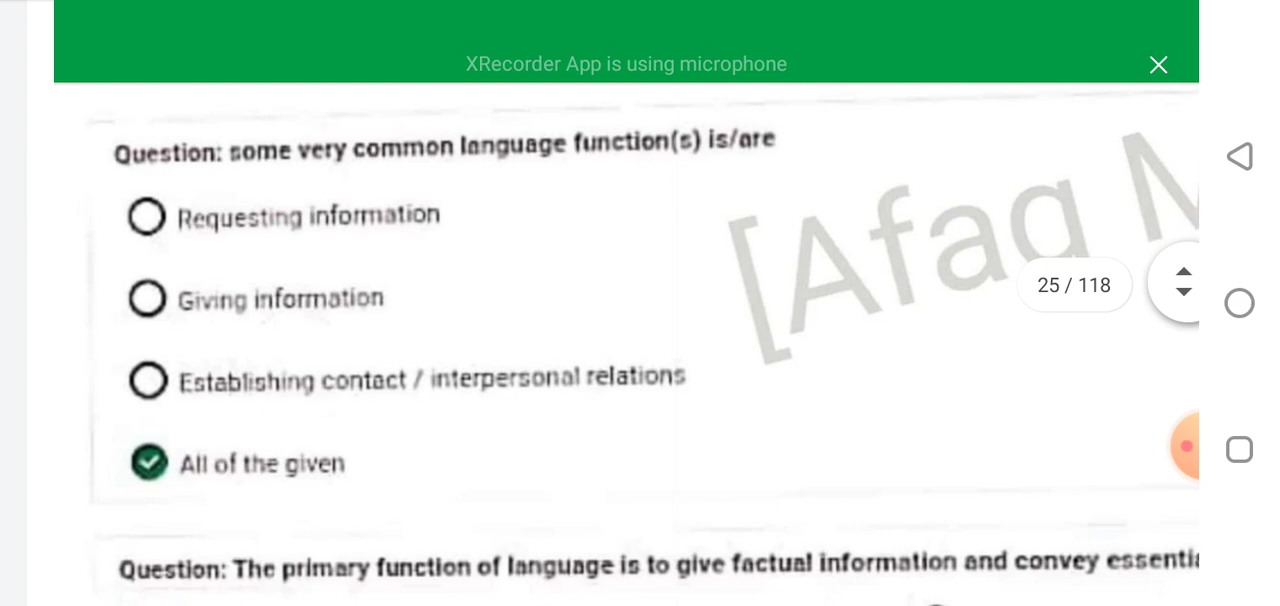 XRecorder App is using microphone
Question: some very common language function(s) is/are
Requesting information
[Afaq M
25 / 118
Giving information
Establishing contact / interpersonal relations
All of the given
Question: The primary function of language is to give factual information and convey